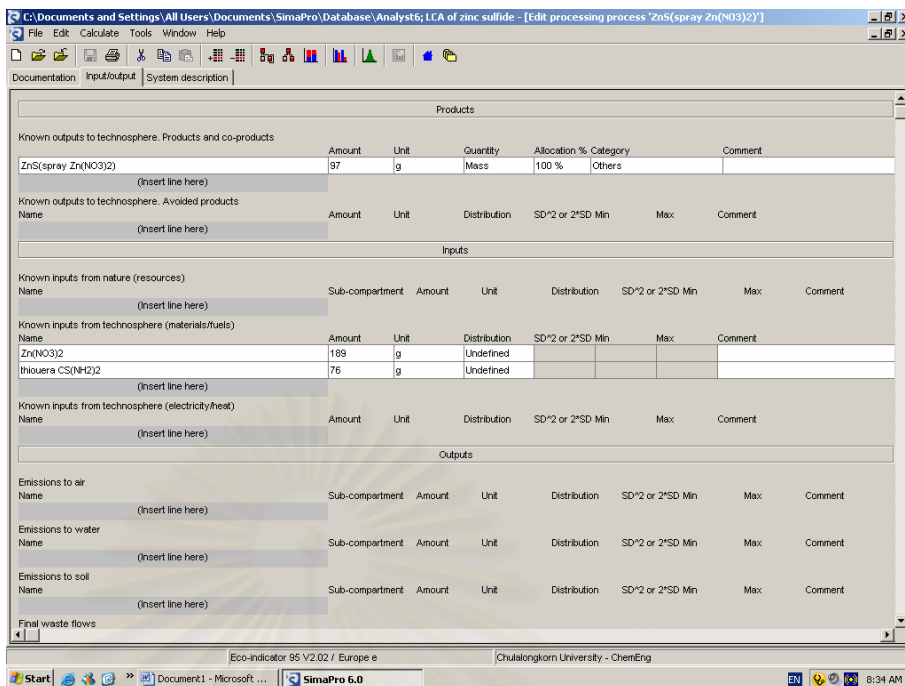 C:\Documents and Settings\All Users\Documents\SimaPro\Database\Analyst6; LCA of zinc sulfide - [Edit processing process 'ZnS(spray Zn(NO3)2)']
File Edit Calculate Tools Window Help
Documentation Input/output System description
Products
Known outputs to technosphere. Products and co-products
Amount Unit Quantity Allocation % Category Comment
ZnS(spray Zn(NO3)2) 97 g Mass 100 % Others
(Insert line here)
Known outputs to technosphere. Avoided products
Name Amount Unit Distribution SD^2 or 2*SD Min Max Comment
(Insert line here)
Inputs
Known inputs from nature (resources)
Name Sub-compartment Amount Unit Distribution SD^2 or 2*SD Min Max Comment
(Insert line here)
Known inputs from technosphere (materials/fuels)
Name Amount Unit Distribution SD^2 or 2*SD Min Max Comment
Zn(NO3)2 189 g Undefined
thiouera CS(NH2)2 76 g Undefined
(Insert line here)
Known inputs from technosphere (electricity/heat)
Name Amount Unit Distribution SD^2 or 2*SD Min Max Comment
(Insert line here)
Outputs
Emissions to air
Name Sub-compartment Amount Unit Distribution SD^2 or 2*SD Min Max Comment
(Insert line here)
Emissions to water
Name Sub-compartment Amount Unit Distribution SD^2 or 2*SD Min Max Comment
(Insert line here)
Emissions to soil
Name Sub-compartment Amount Unit Distribution SD^2 or 2*SD Min Max Comment
(Insert line here)
Final waste flows
Eco-indicator 95 V2.02 / Europe e Chulalongkorn University - ChemEng
Start » Document1 - Microsoft ... SimaPro 6.0 EN 8:34 AM